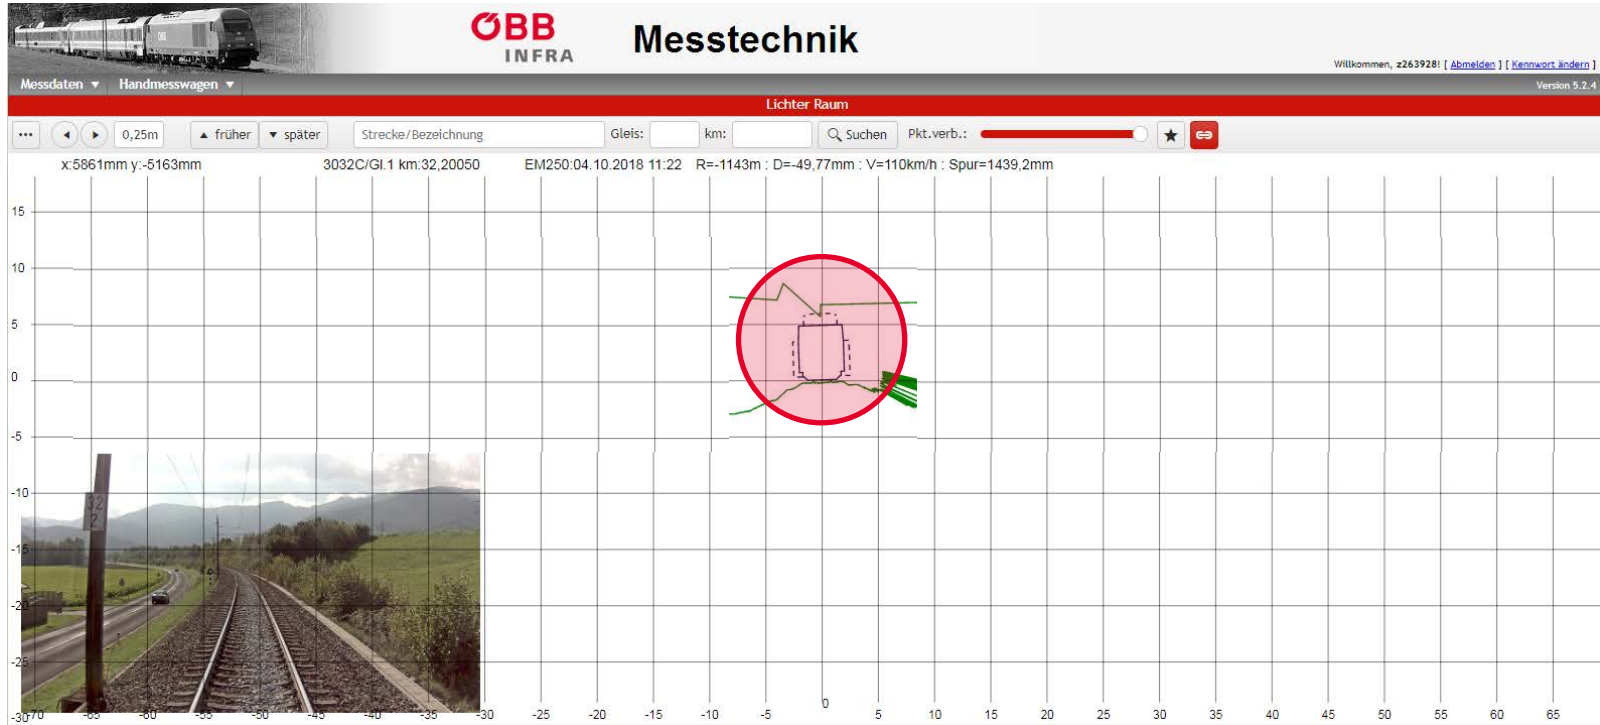 ÖBB
INFRA
Messtechnik
Willkommen, z263928! [ Abmelden ] [ Kennwort ändern ]
Messdaten ▼ Handmesswagen ▼
Version 5.2.4
Lichter Raum
... 0,25m ▲ früher ▼ später Strecke/Bezeichnung Gleis: km: Suchen Pkt.verb.:
x:5861mm y:-5163mm 3032C/Gl.1 km:32,20050 EM250:04.10.2018 11:22 R=-1143m : D=-49,77mm : V=110km/h : Spur=1439,2mm
15
10
5
0
-5
-10
32
2
-15
-20
-25
-30
-70 -65 -60 -55 -50 -45 -40 -35 -30 -25 -20 -15 -10 -5 0 5 10 15 20 25 30 35 40 45 50 55 60 65